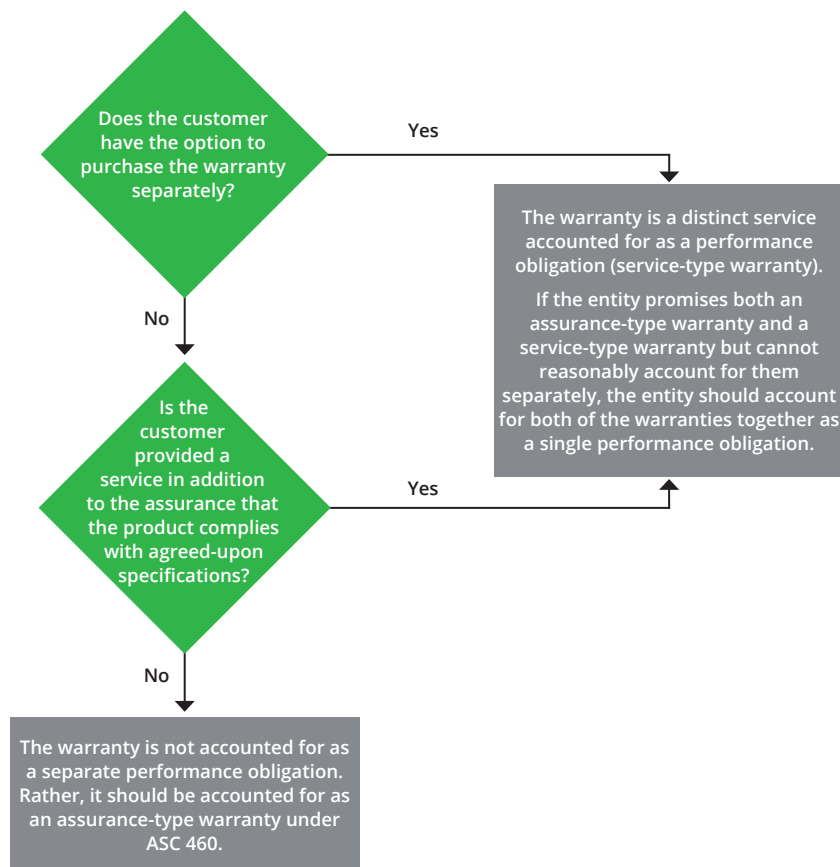 Does the customer
have the option to
purchase the warranty
separately?
Yes
The warranty is a distinct service
accounted for as a performance
obligation (service-type warranty).
If the entity promises both an
assurance-type warranty and a
service-type warranty but cannot
reasonably account for them
separately, the entity should account
for both of the warranties together as
a single performance obligation.
No
Is the
customer
provided a
service in addition
to the assurance that
the product complies
with agreed-upon
specifications?
Yes
No
The warranty is not accounted for as
a separate performance obligation.
Rather, it should be accounted for as
an assurance-type warranty under
ASC 460.